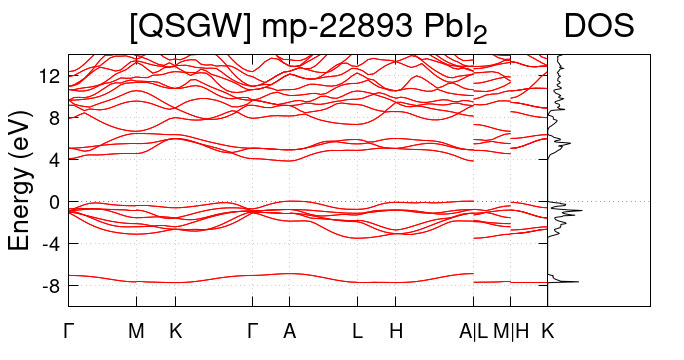 [QSGW] mp-22893 PbI₂ DOS
Energy (eV)
12
8
4
0
-4
-8
Γ M K Γ A L H A|L M|H K